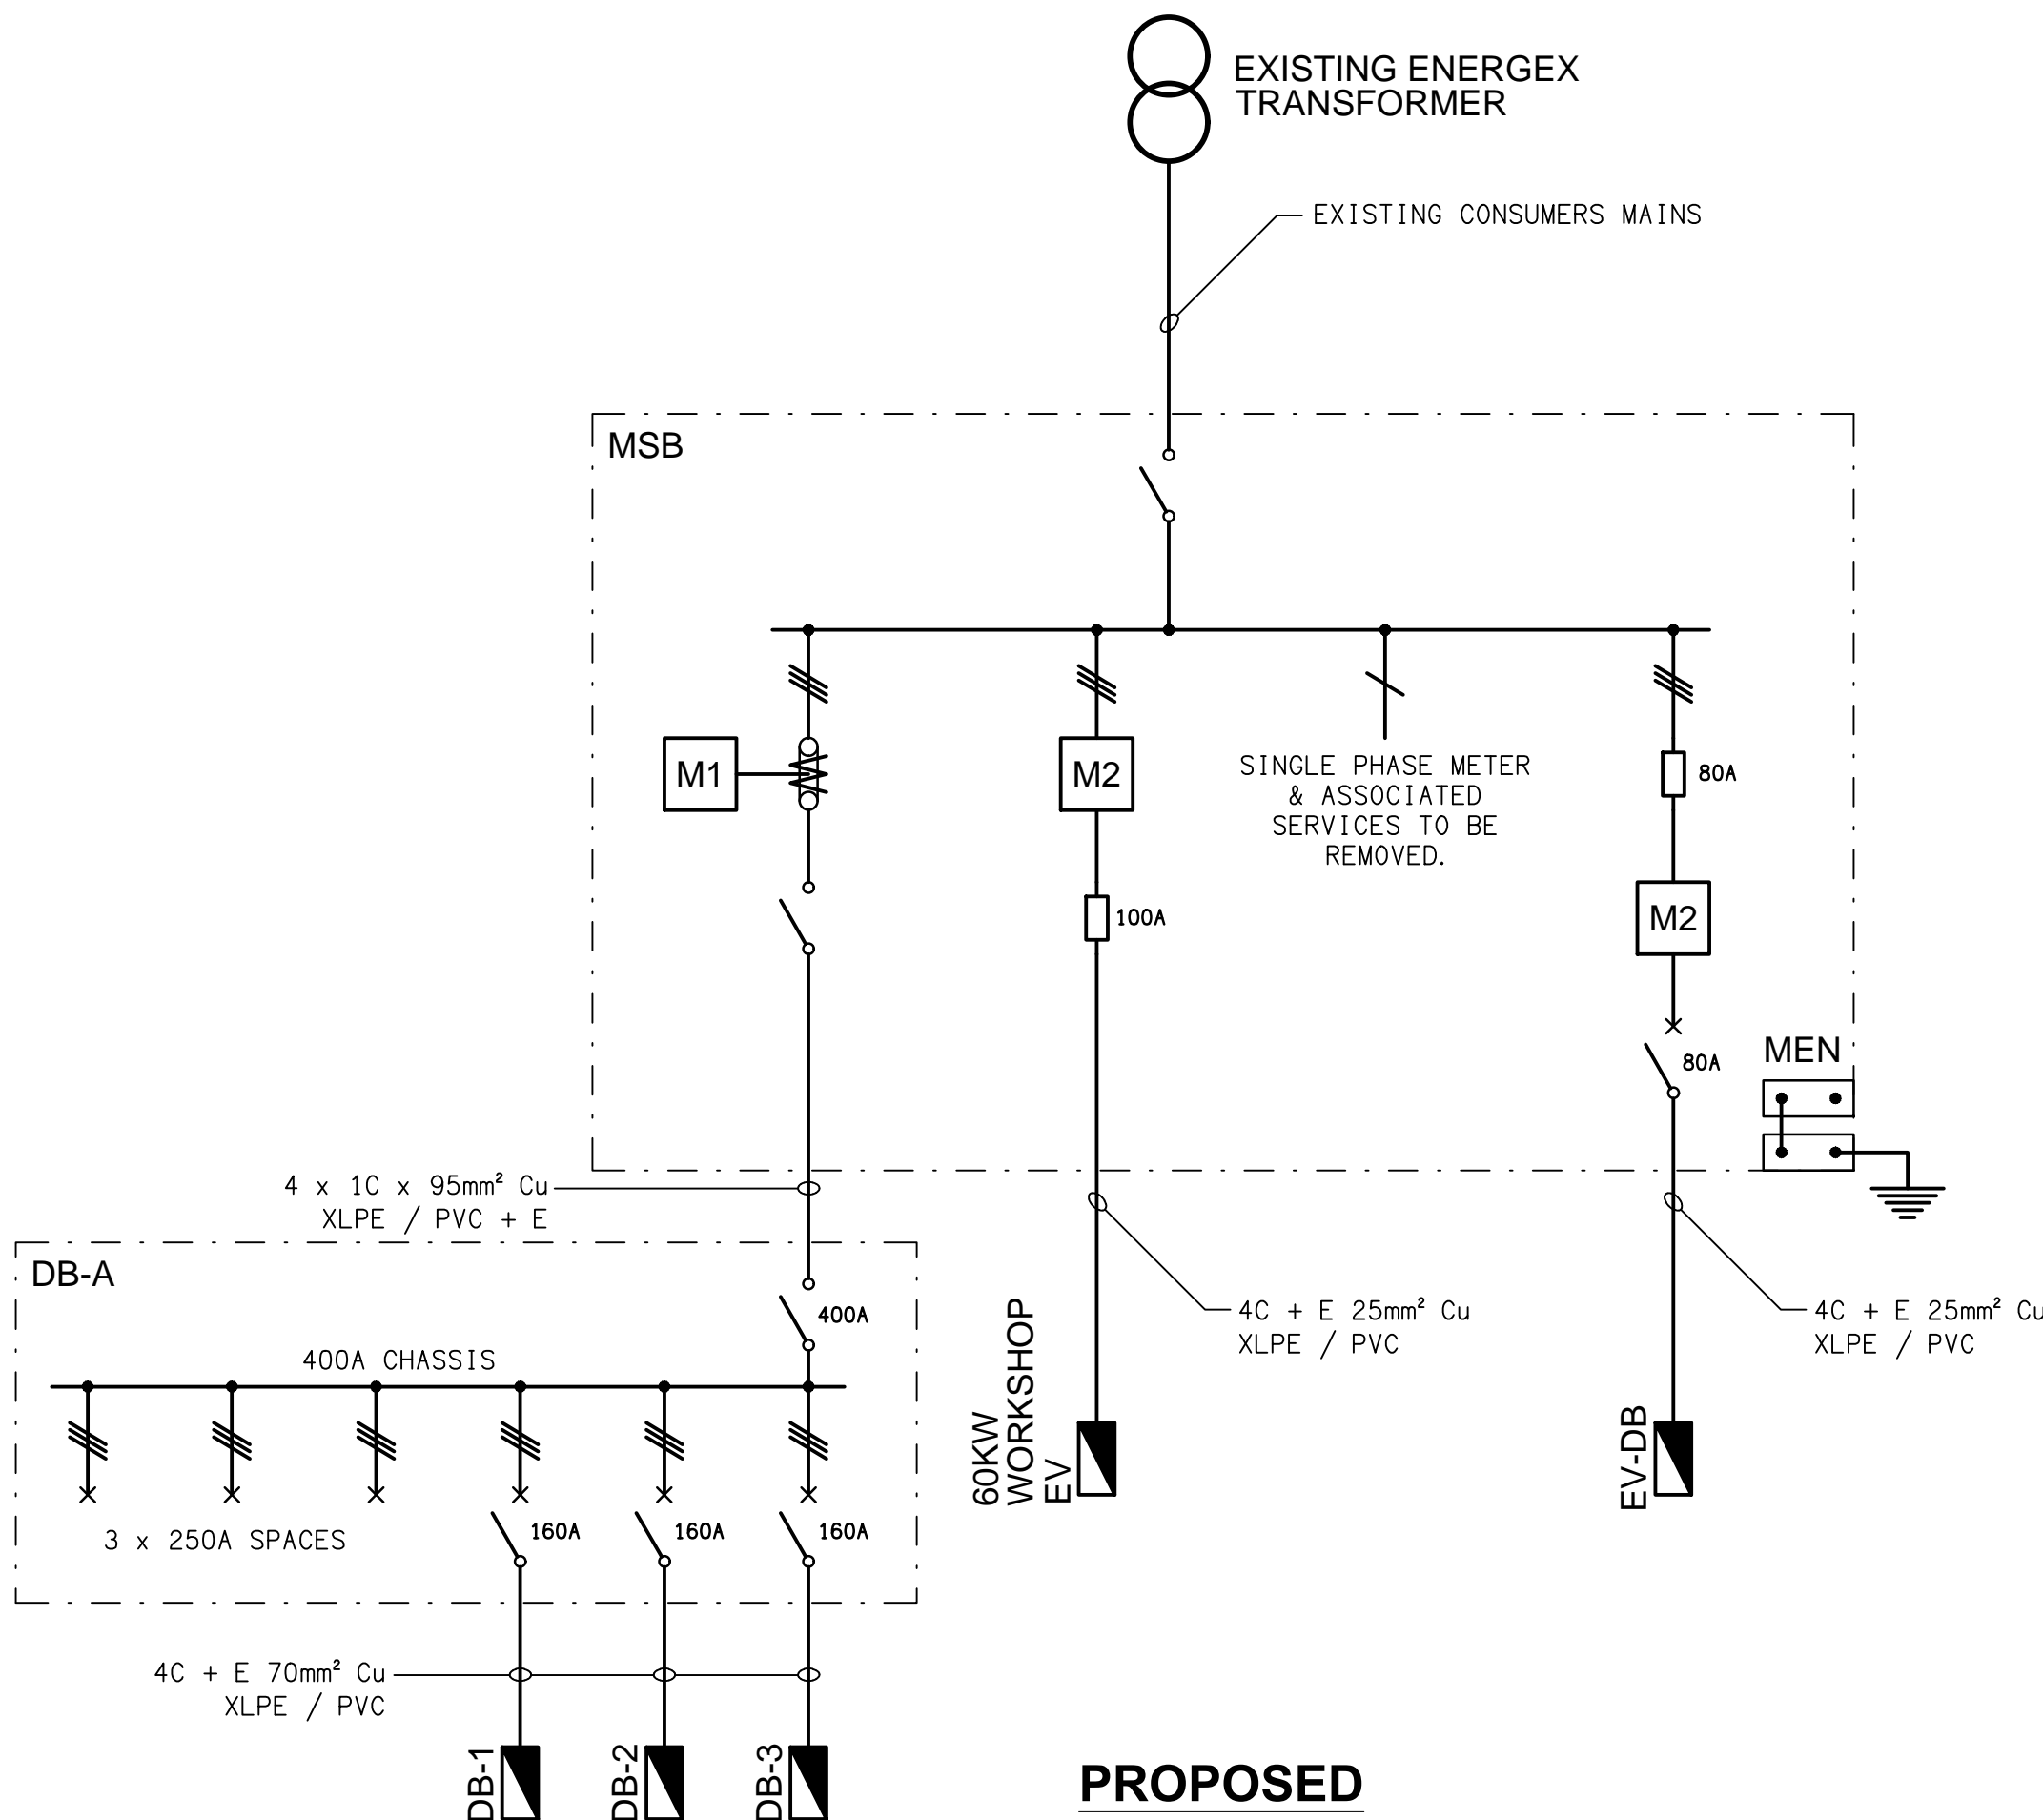 EXISTING ENERGEX
TRANSFORMER
EXISTING CONSUMERS MAINS
MSB
M1
M2
SINGLE PHASE METER
& ASSOCIATED
SERVICES TO BE
REMOVED.
80A
100A
M2
80A
MEN
4 x 1C x 95mm² Cu
XLPE / PVC + E
DB-A
400A
400A CHASSIS
3 x 250A SPACES
160A
160A
160A
60KW
WORKSHOP
EV
4C + E 25mm² Cu
XLPE / PVC
EV-DB
4C + E 25mm² Cu
XLPE / PVC
4C + E 70mm² Cu
XLPE / PVC
DB-1
DB-2
DB-3
PROPOSED